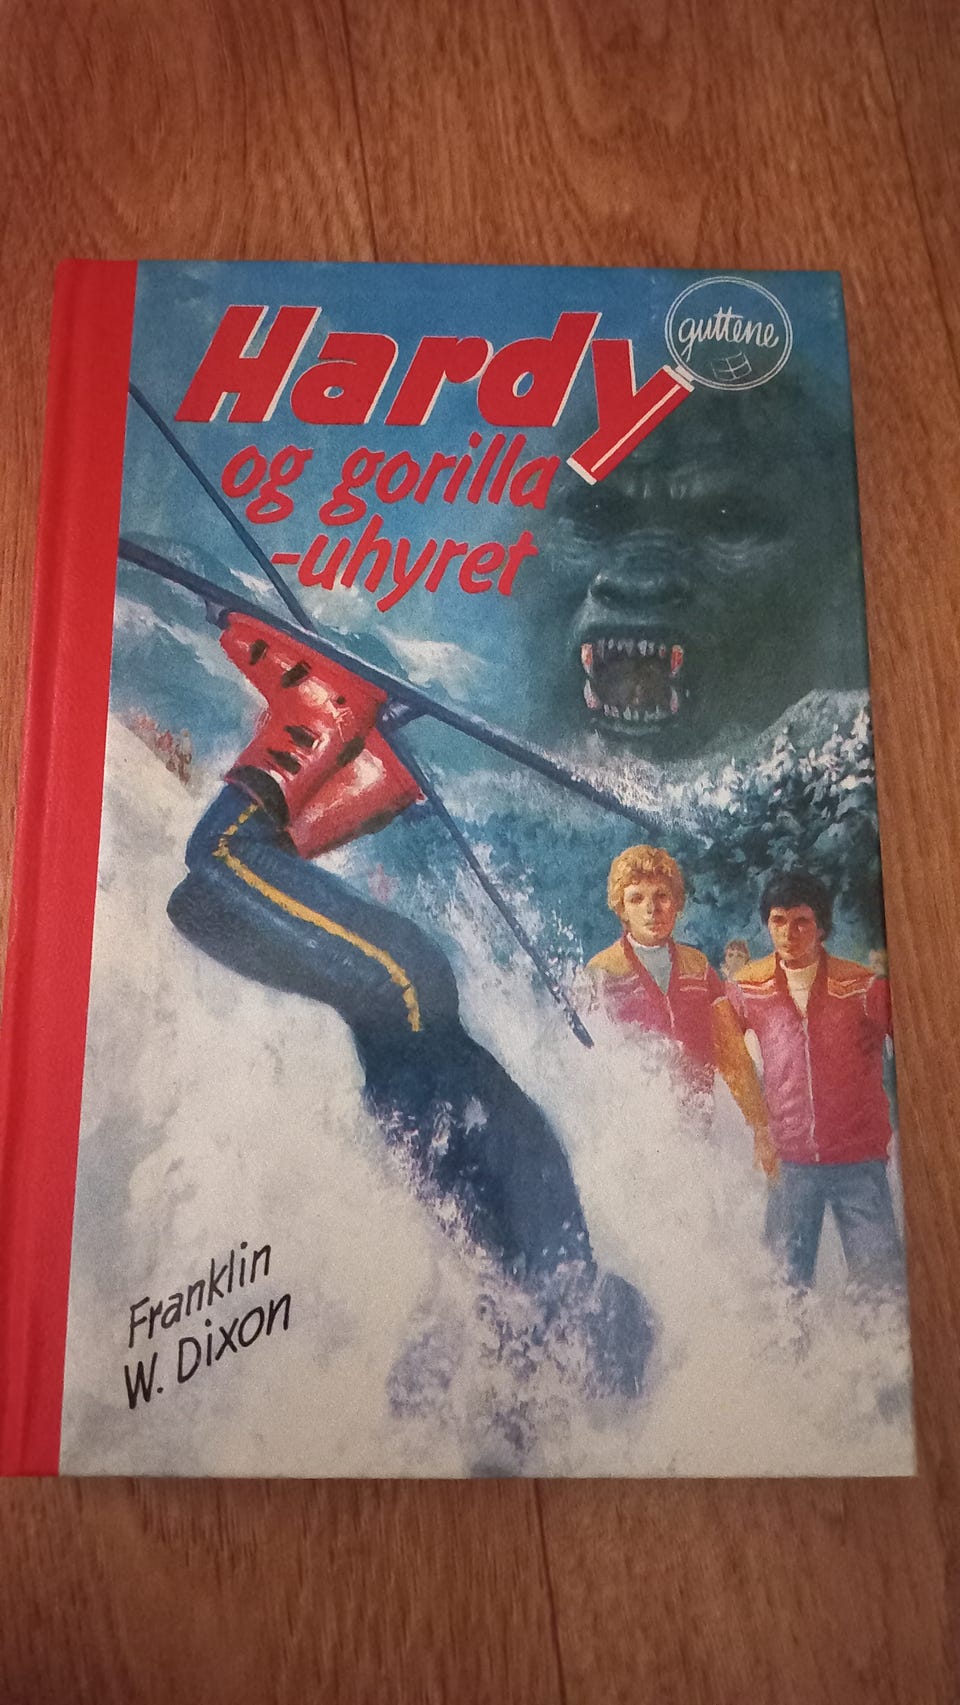 Hardy
guttene
og gorilla
-uhyret
Franklin
W. Dixon